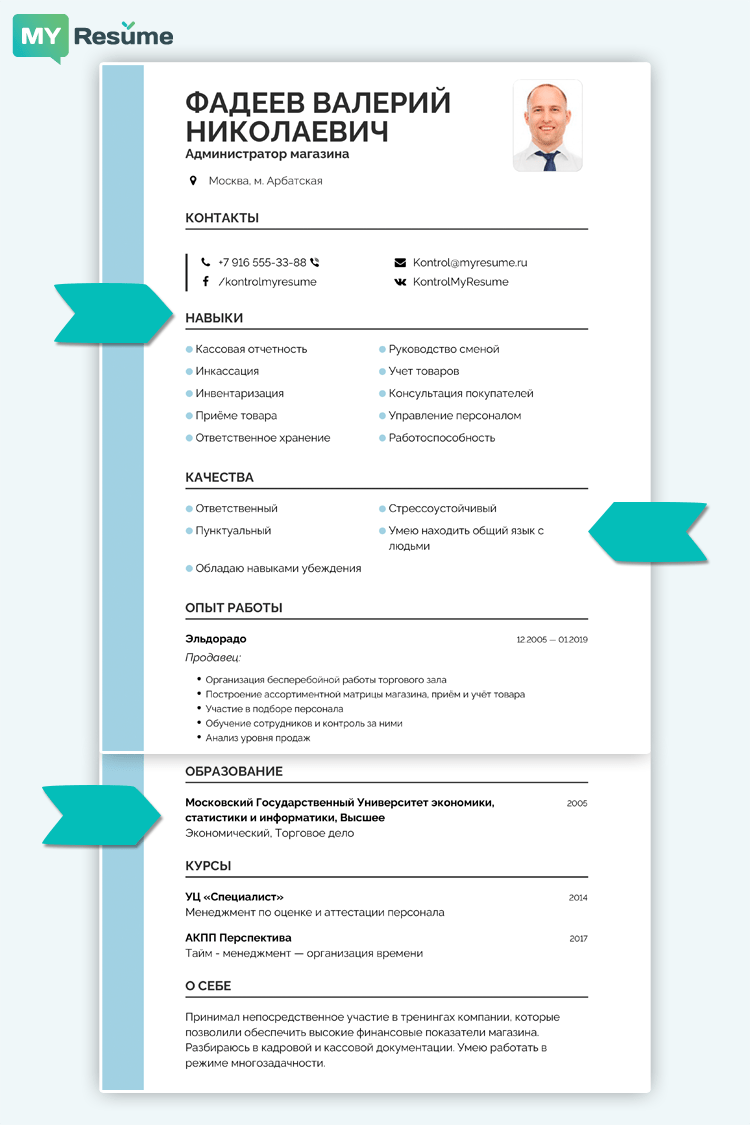 MY Resume
ФАДЕЕВ ВАЛЕРИЙ
НИКОЛАЕВИЧ
Администратор магазина
Москва, м. Арбатская
КОНТАКТЫ
+7 916 555-33-88
Kontrol@myresume.ru
/kontrolmyresume
KontrolMyResume
НАВЫКИ
Кассовая отчетность
Руководство сменой
Инкассация
Учет товаров
Инвентаризация
Консультация покупателей
Приёме товара
Управление персоналом
Ответственное хранение
Работоспособность
КАЧЕСТВА
Ответственный
Стрессоустойчивый
Пунктуальный
Умею находить общий язык с
людьми
Обладаю навыками убеждения
ОПЫТ РАБОТЫ
Эльдорадо 12.2005 — 01.2019
Продавец:
Организация бесперебойной работы торгового зала
Построение ассортиментной матрицы магазина, приём и учёт товара
Участие в подборе персонала
Обучение сотрудников и контроль за ними
Анализ уровня продаж
ОБРАЗОВАНИЕ
Московский Государственный Университет экономики, 2005
статистики и информатики, Высшее
Экономический, Торговое дело
КУРСЫ
УЦ «Специалист» 2014
Менеджмент по оценке и аттестации персонала
АКПП Перспектива 2017
Тайм - менеджмент — организация времени
О СЕБЕ
Принимал непосредственное участие в тренингах компании, которые
позволили обеспечить высокие финансовые показатели магазина.
Разбираюсь в кадровой и кассовой документации. Умею работать в
режиме многозадачности.